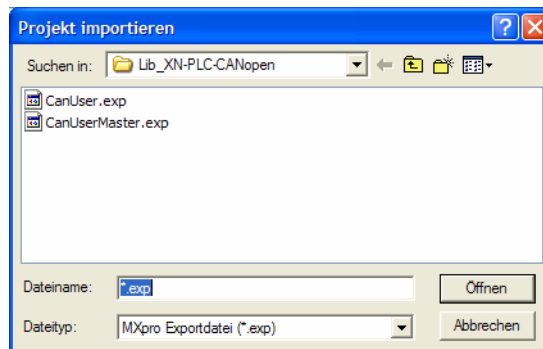 Projekt importieren
Suchen in: Lib_XN-PLC-CANopen
CanUser.exp
CanUserMaster.exp
Dateiname: *.exp Öffnen
Dateityp: MXpro Exportdatei (*.exp) Abbrechen